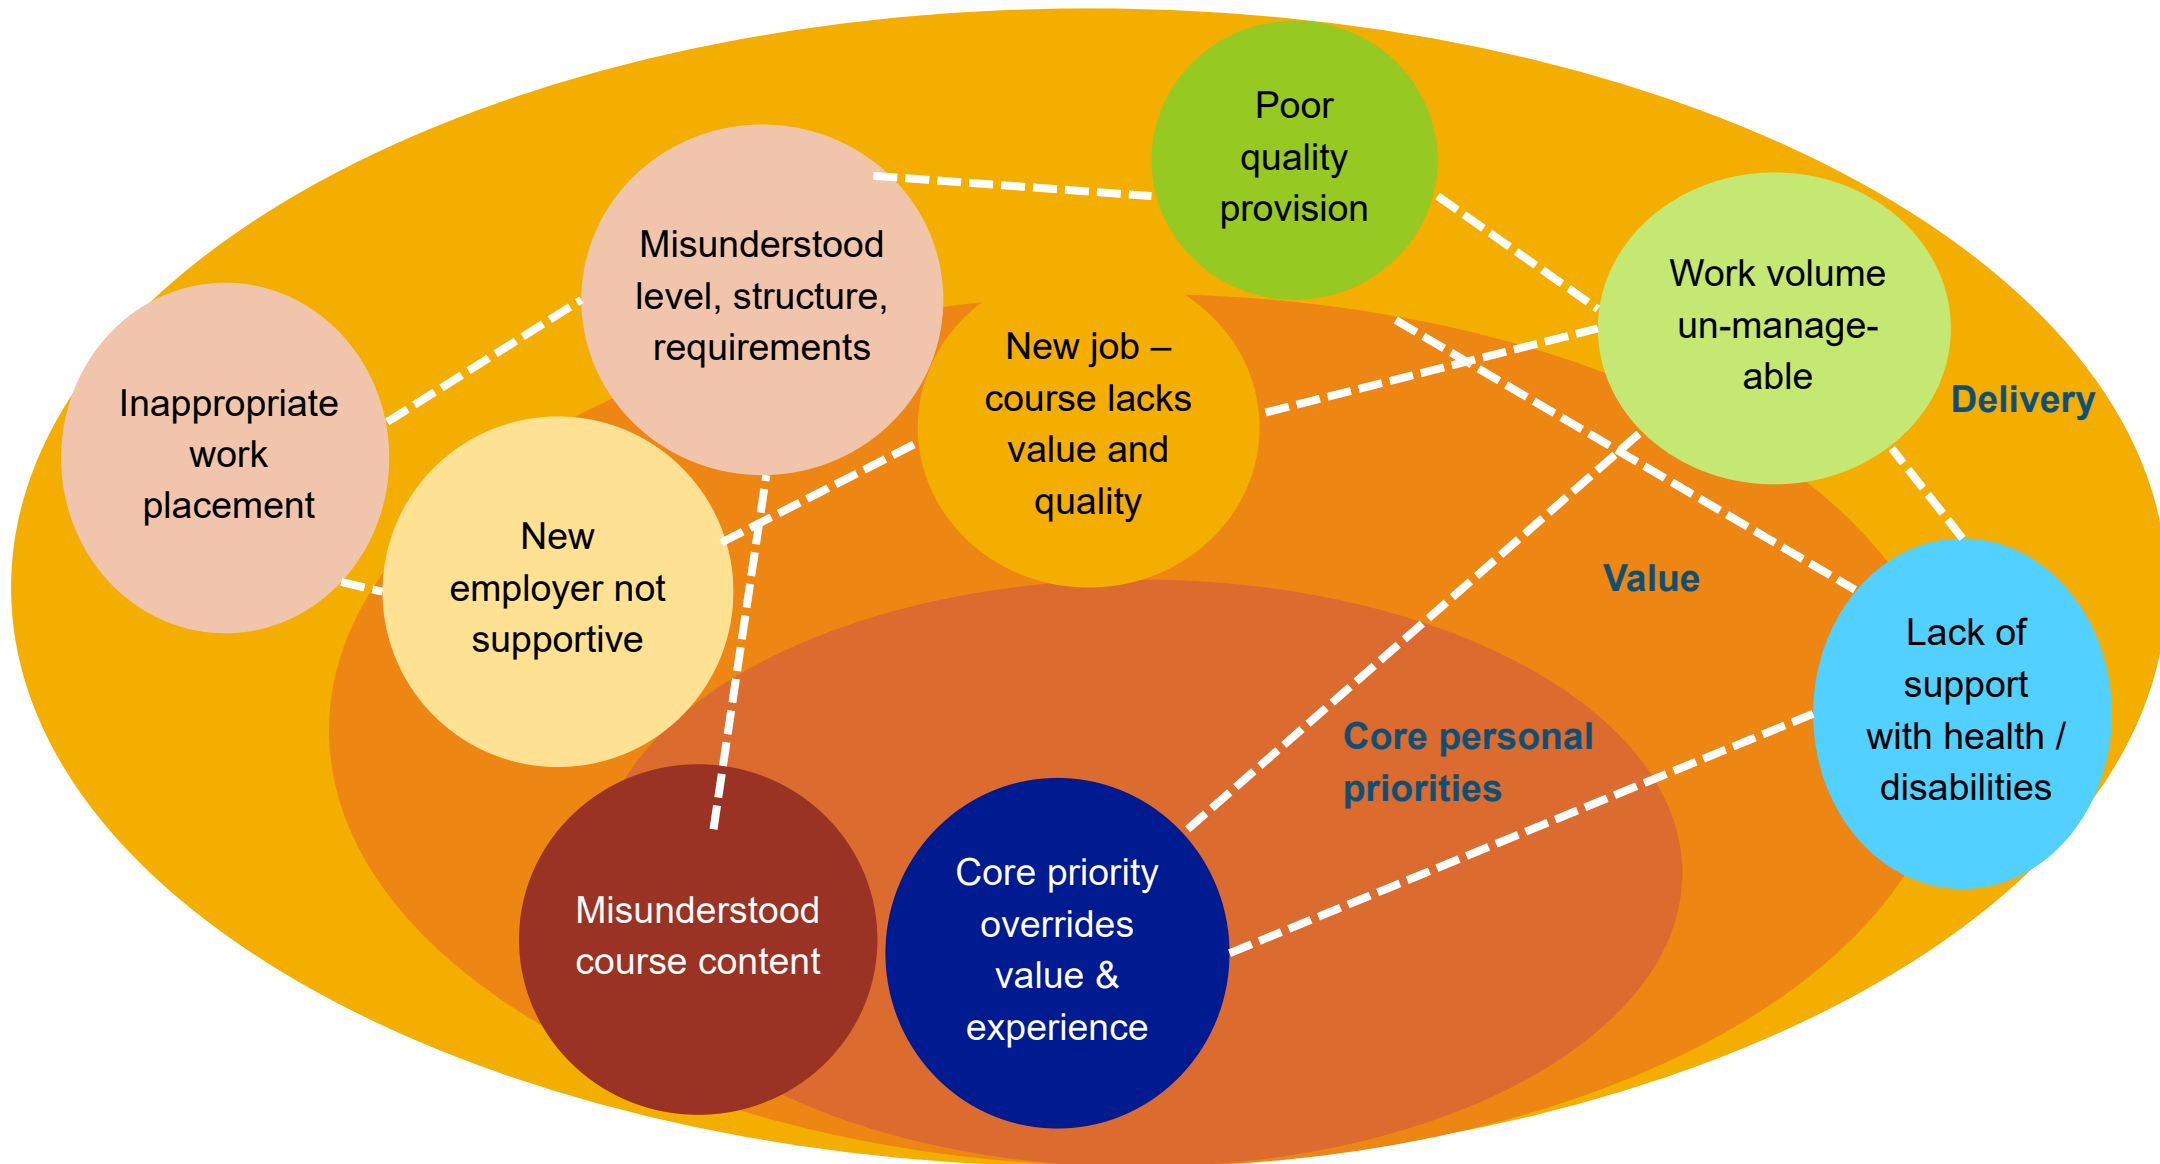 Poor
quality
provision
Misunderstood
level, structure,
requirements
Work volume
un-manage-
able
New job –
course lacks
value and
quality
Inappropriate
work
placement
Delivery
New
employer not
supportive
Value
Lack of
support
with health /
disabilities
Core personal
priorities
Misunderstood
course content
Core priority
overrides
value &
experience